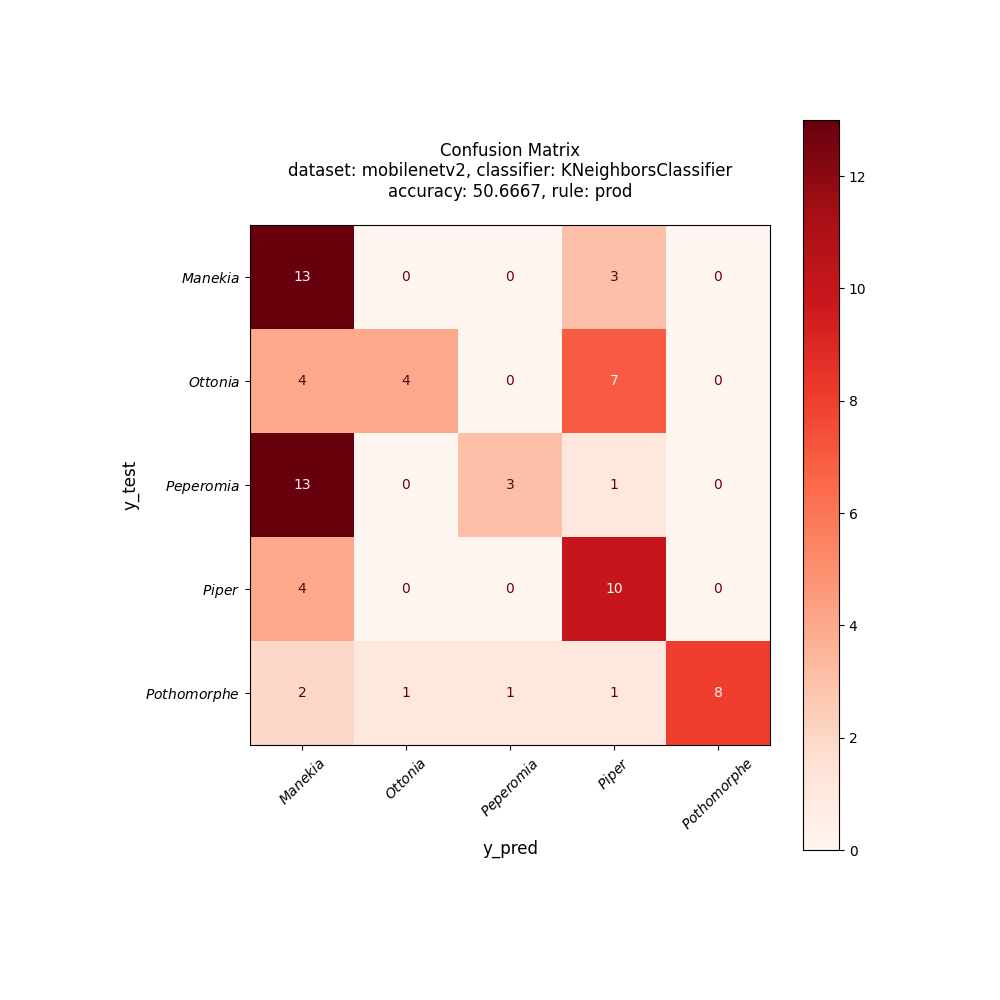 Confusion Matrix
dataset: mobilenetv2, classifier: KNeighborsClassifier
accuracy: 50.6667, rule: prod
Manekia 13 0 0 3 0
Ottonia 4 4 0 7 0
Peperomia 13 0 3 1 0
Piper 4 0 0 10 0
Pothomorphe 2 1 1 1 8
Manekia Ottonia Peperomia Piper Pothomorphe
y_pred
y_test
12
10
8
6
4
2
0